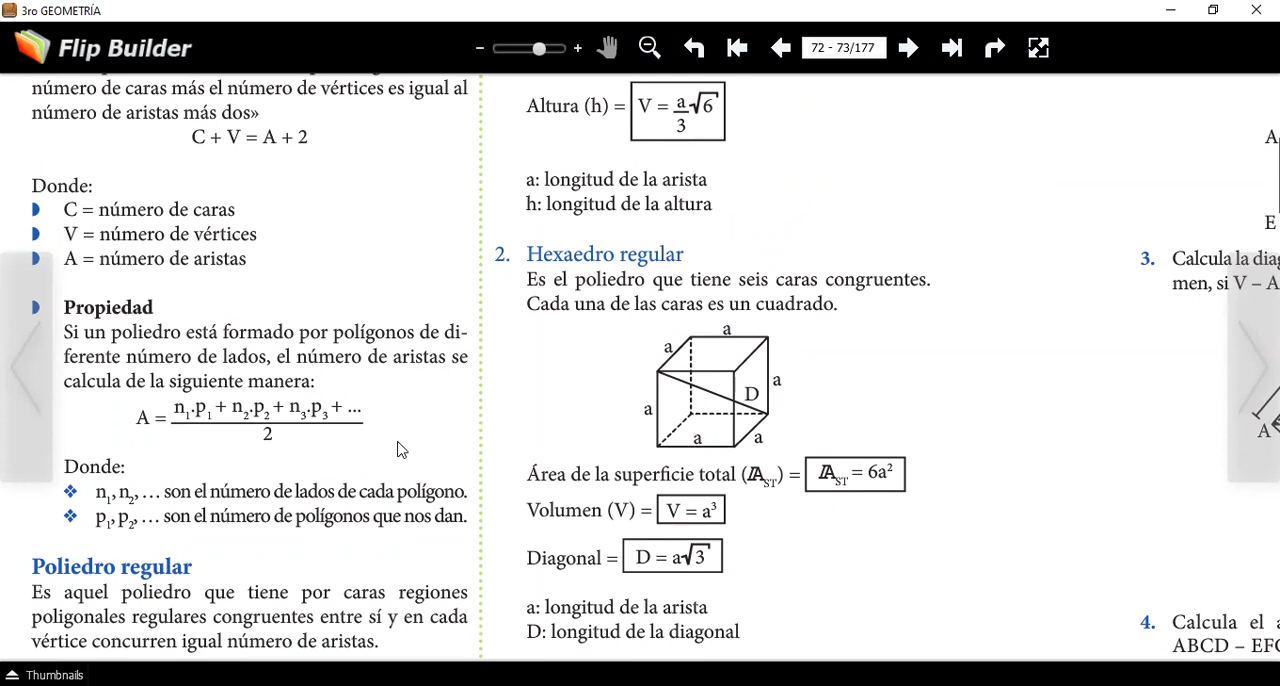 3ro GEOMETRÍA
Flip Builder
72 - 73/177
número de caras más el número de vértices es igual al
número de aristas más dos»
C + V = A + 2
Donde:
C = número de caras
V = número de vértices
A = número de aristas
Propiedad
Si un poliedro está formado por polígonos de di-
ferente número de lados, el número de aristas se
calcula de la siguiente manera:
A = (n₁.p₁ + n₂.p₂ + n₃.p₃ + ...)/2
Donde:
n₁, n₂, … son el número de lados de cada polígono.
p₁, p₂, … son el número de polígonos que nos dan.
Poliedro regular
Es aquel poliedro que tiene por caras regiones
poligonales regulares congruentes entre sí y en cada
vértice concurren igual número de aristas.
Altura (h) = V = a/3 √6
a: longitud de la arista
h: longitud de la altura
2. Hexaedro regular
Es el poliedro que tiene seis caras congruentes.
Cada una de las caras es un cuadrado.
a
a
a
D
a
a
a
Área de la superficie total (𝔸ST) = 𝔸ST = 6a²
Volumen (V) = V = a³
Diagonal = D = a√3
a: longitud de la arista
D: longitud de la diagonal
A
E
3. Calcula la dia
men, si V – A
A
4. Calcula el
ABCD – EF
Thumbnails